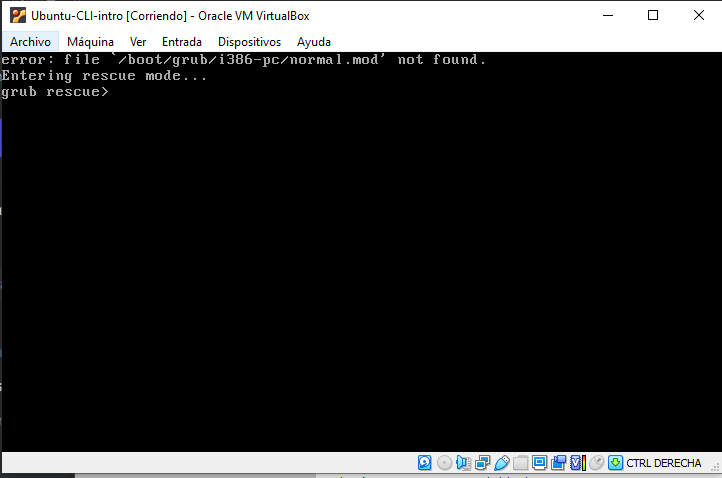 Ubuntu-CLI-intro [Corriendo] - Oracle VM VirtualBox
Archivo Máquina Ver Entrada Dispositivos Ayuda
error: file `/boot/grub/i386-pc/normal.mod' not found.
Entering rescue mode...
grub rescue>
CTRL DERECHA